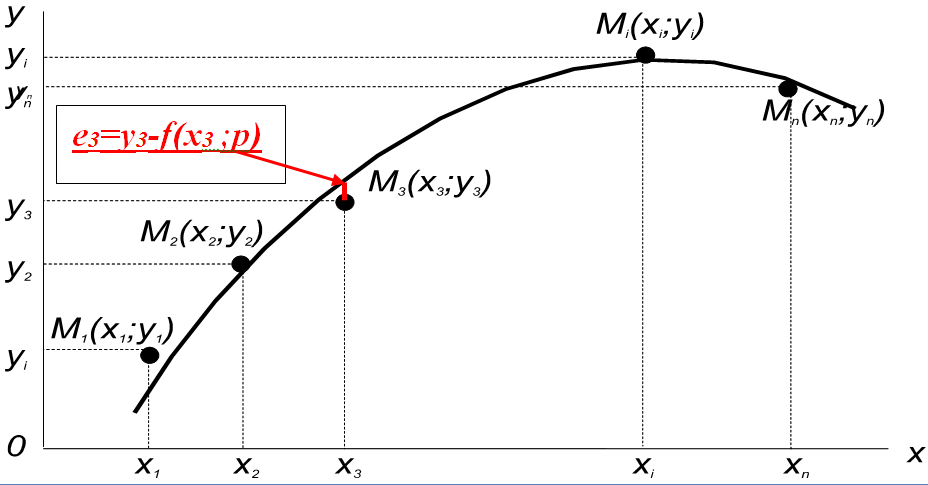 y
Mᵢ(xᵢ;yᵢ)
yᵢ
yₙ
Mₙ(xₙ;yₙ)
e₃=y₃-f(x₃ ;p)
M₃(x₃;y₃)
y₃
M₂(x₂;y₂)
y₂
M₁(x₁;y₁)
yᵢ
0
x₁ x₂ x₃ xᵢ xₙ x